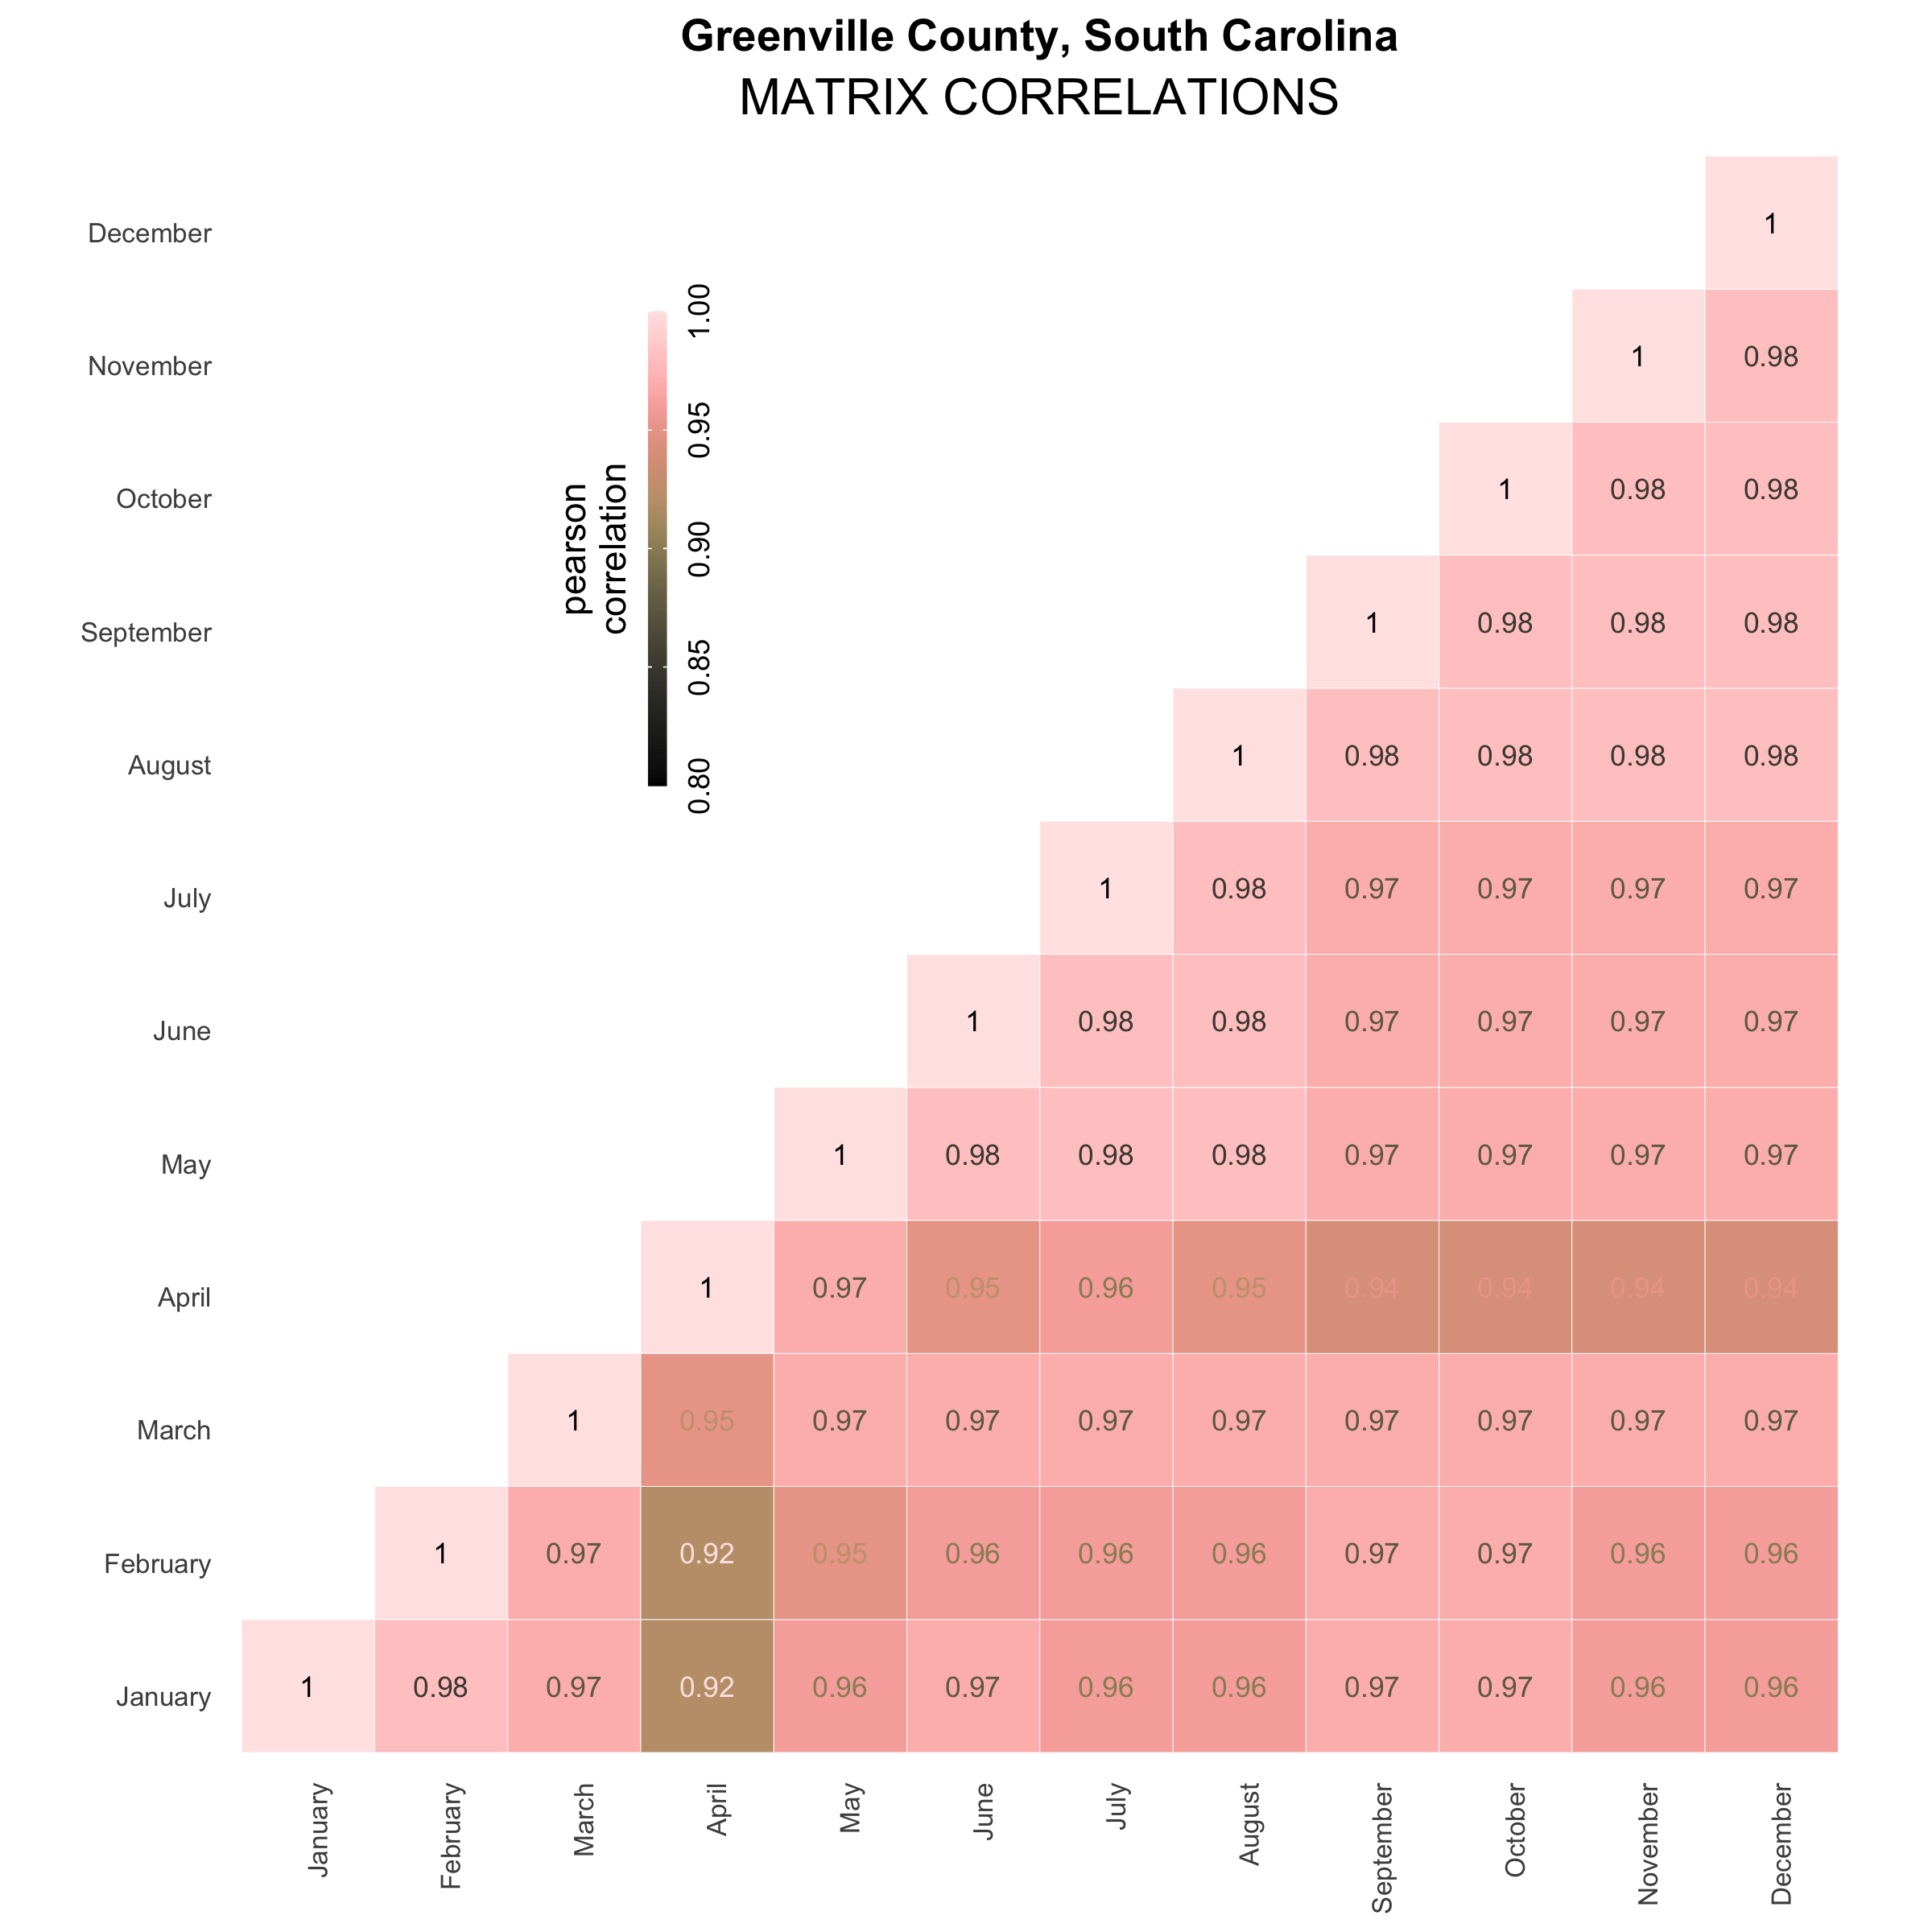 Greenville County, South Carolina
MATRIX CORRELATIONS
December
1
November
1 0.98
October
1 0.98 0.98
September
1 0.98 0.98 0.98
August
1 0.98 0.98 0.98 0.98
July
1 0.98 0.97 0.97 0.97 0.97
June
1 0.98 0.98 0.97 0.97 0.97 0.97
May
1 0.98 0.98 0.98 0.97 0.97 0.97 0.97
April
1 0.97 0.95 0.96 0.95 0.94 0.94 0.94 0.94
March
1 0.95 0.97 0.97 0.97 0.97 0.97 0.97 0.97 0.97
February
1 0.97 0.92 0.95 0.96 0.96 0.96 0.97 0.97 0.96 0.96
January
1 0.98 0.97 0.92 0.96 0.97 0.96 0.96 0.97 0.97 0.96 0.96
January
February
March
April
May
June
July
August
September
October
November
December
pearson
correlation
0.80
0.85
0.90
0.95
1.00